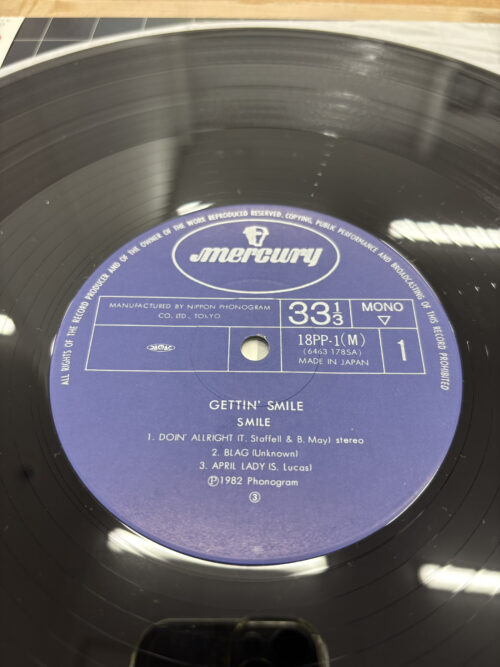 ALL RIGHTS OF THE RECORD PRODUCER AND OF THE OWNER OF THE WORK REPRODUCED RESERVED. COPYING, PUBLIC PERFORMANCE AND BROADCASTING OF THIS RECORD PROHIBITED
mercury
MANUFACTURED BY NIPPON PHONOGRAM
CO., LTD., TOKYO
33 1/3
MONO
▽
18PP-1(M)
(6463 178SA)
MADE IN JAPAN
1
GETTIN' SMILE
SMILE
1. DOIN' ALLRIGHT (T. Staffell & B. May) stereo
2. BLAG (Unknown)
3. APRIL LADY (S. Lucas)
Ⓟ1982 Phonogram
③